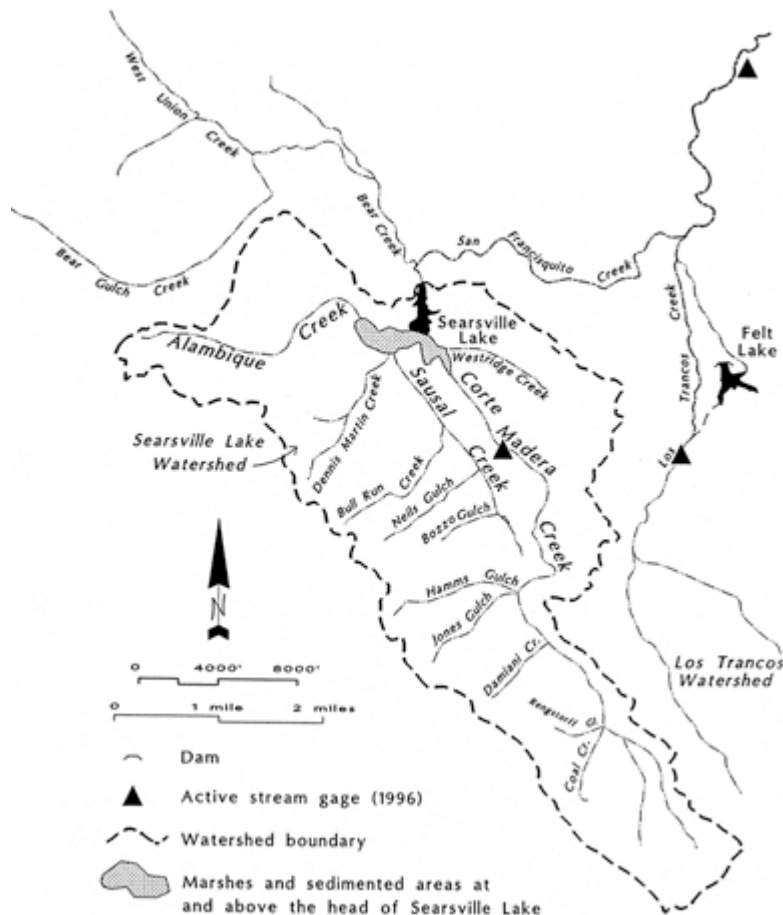 West
Union
Creek
Bear
Gulch
Creek
Bear Creek
San
Francisquito
Creek
Searsville
Lake
Alambique
Creek
Westridge Creek
Corte
Madera
Creek
Sausal
Creek
Dennis Martin Creek
Searsville Lake
Watershed
Bull Run Creek
Neils Gulch
Bozzo Gulch
Felt
Lake
Los
Trancos
Creek
Hamms Gulch
Jones Gulch
Damiani Cr.
Rengstorff G.
Coal Cr.
Los Trancos
Watershed
N
0 4000' 8000'
0 1 mile 2 miles
Dam
Active stream gage (1996)
Watershed boundary
Marshes and sedimented areas at
and above the head of Searsville Lake